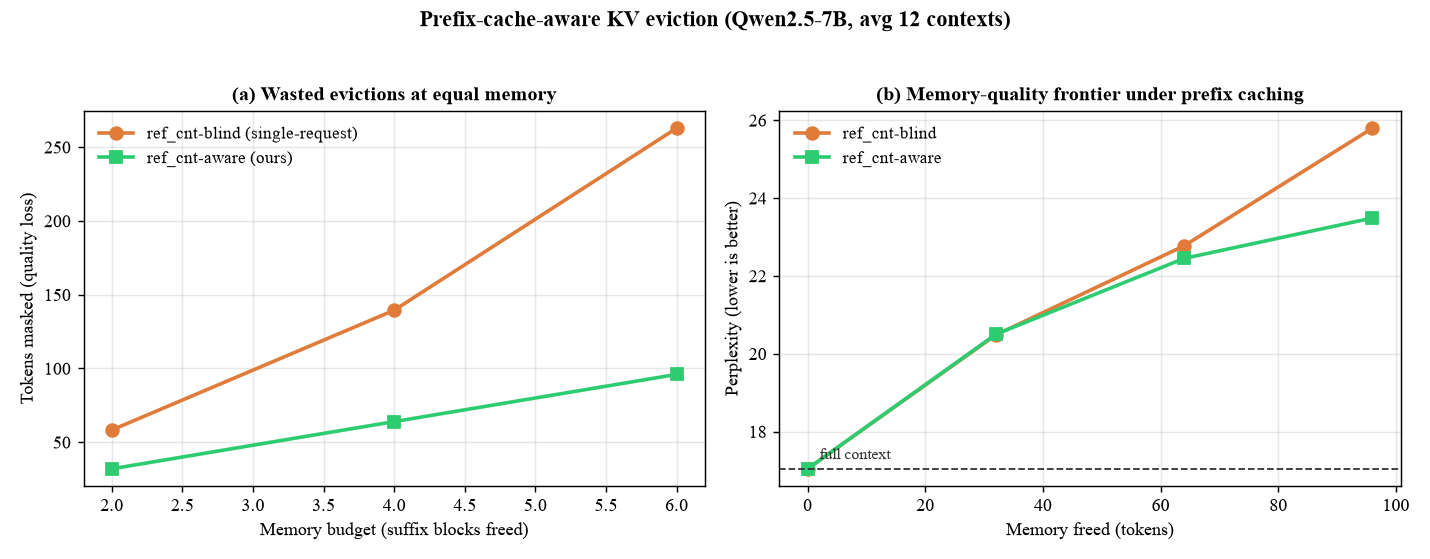 Prefix-cache-aware KV eviction (Qwen2.5-7B, avg 12 contexts)
(a) Wasted evictions at equal memory
ref_cnt-blind (single-request)
ref_cnt-aware (ours)
Tokens masked (quality loss)
250
200
150
100
50
2.0 2.5 3.0 3.5 4.0 4.5 5.0 5.5 6.0
Memory budget (suffix blocks freed)
(b) Memory-quality frontier under prefix caching
ref_cnt-blind
ref_cnt-aware
Perplexity (lower is better)
26
24
22
20
18
full context
0 20 40 60 80 100
Memory freed (tokens)